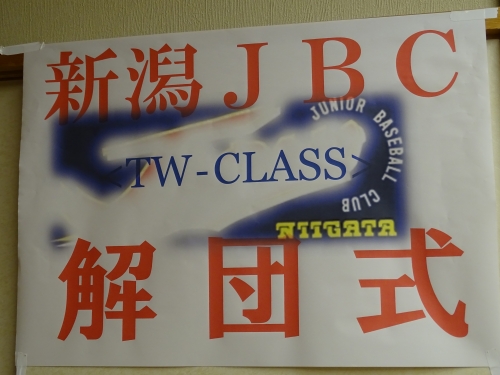 新潟JBC
JUNIOR BASEBALL CLUB
<TW-CLASS>
NIIGATA
解団式